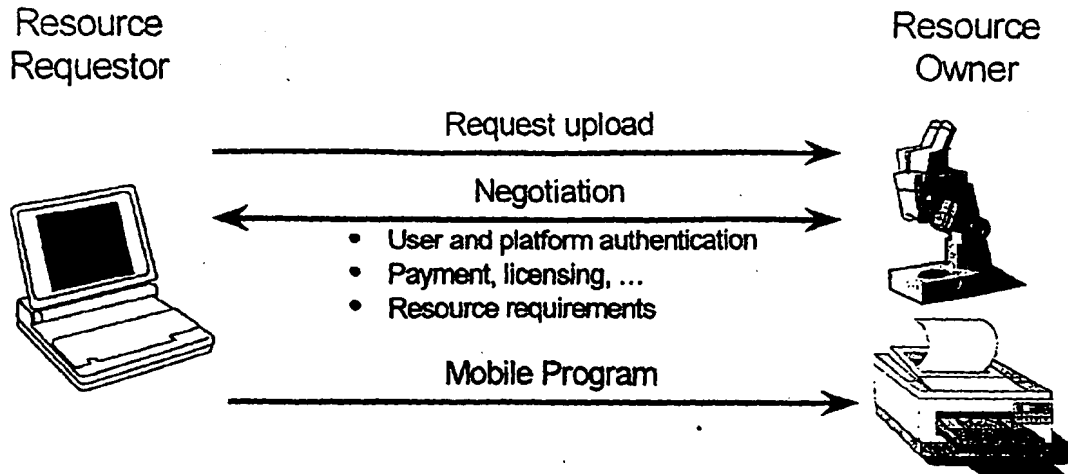 Resource
Requestor
Resource
Owner
Request upload
Negotiation
• User and platform authentication
• Payment, licensing, ...
• Resource requirements
Mobile Program